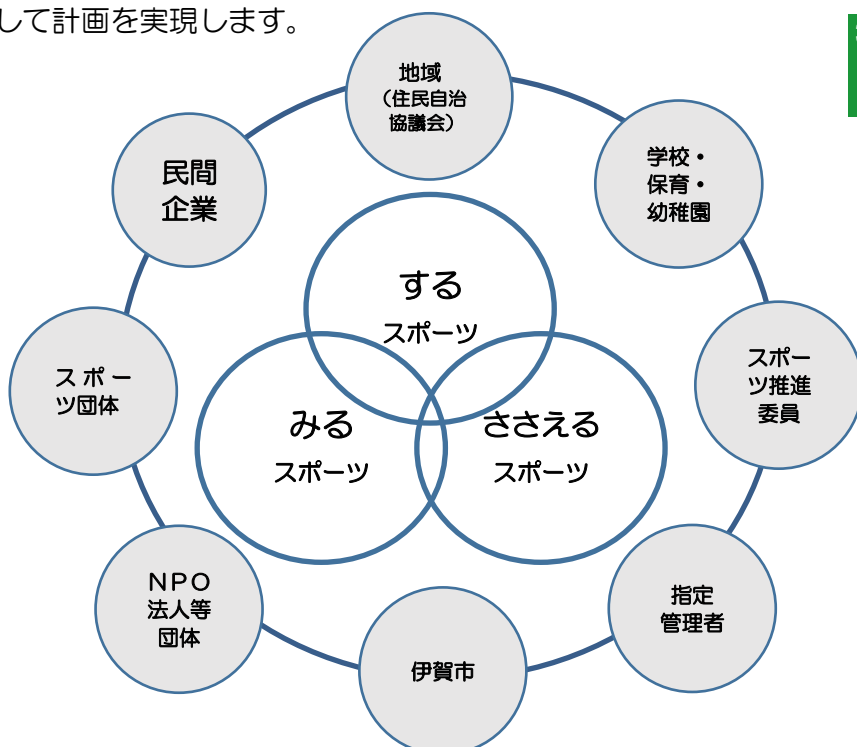 して計画を実現します。
地域
（住民自治
協議会）
学校・
保育・
幼稚園
民間
企業
する
スポーツ
スポー
ツ推進
委員
スポー
ツ団体
みる
スポーツ
ささえる
スポーツ
NPO
法人等
団体
指定
管理者
伊賀市